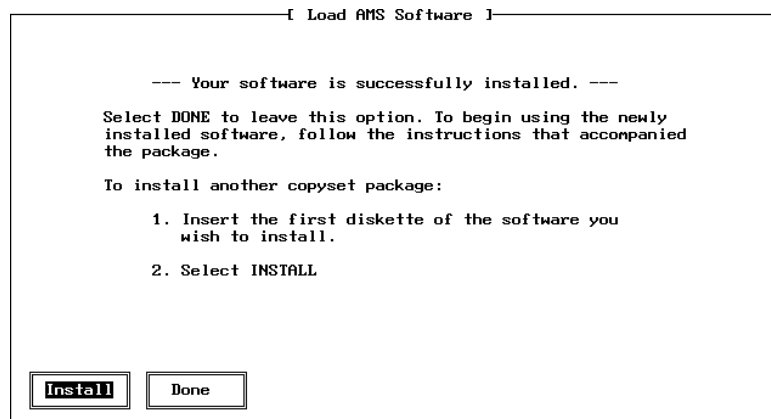 [ Load AMS Software ]
--- Your software is successfully installed. ---
Select DONE to leave this option. To begin using the newly
installed software, follow the instructions that accompanied
the package.
To install another copyset package:
1. Insert the first diskette of the software you
wish to install.
2. Select INSTALL
Install Done